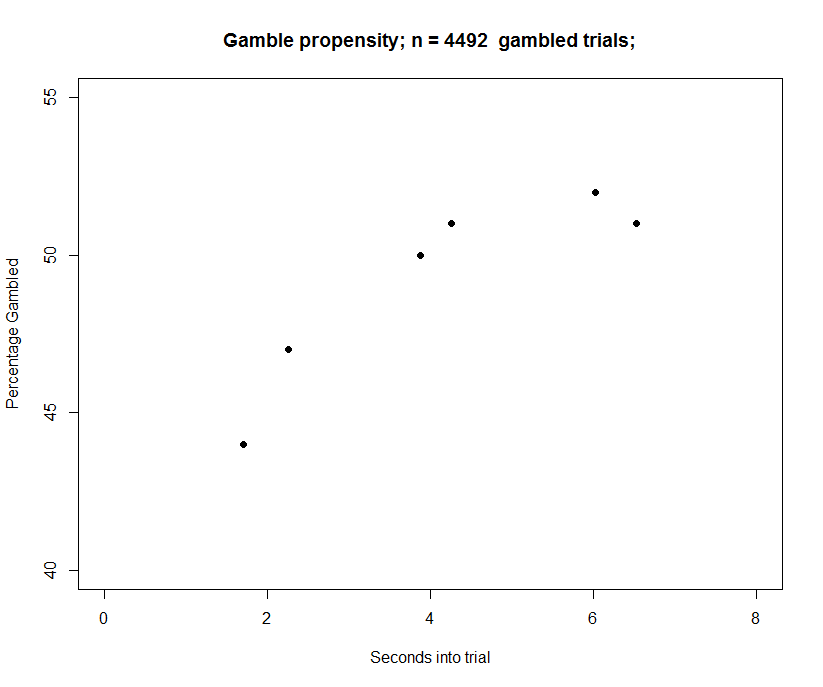 Gamble propensity; n = 4492  gambled trials;
55
50
45
40
Percentage Gambled
0 2 4 6 8
Seconds into trial